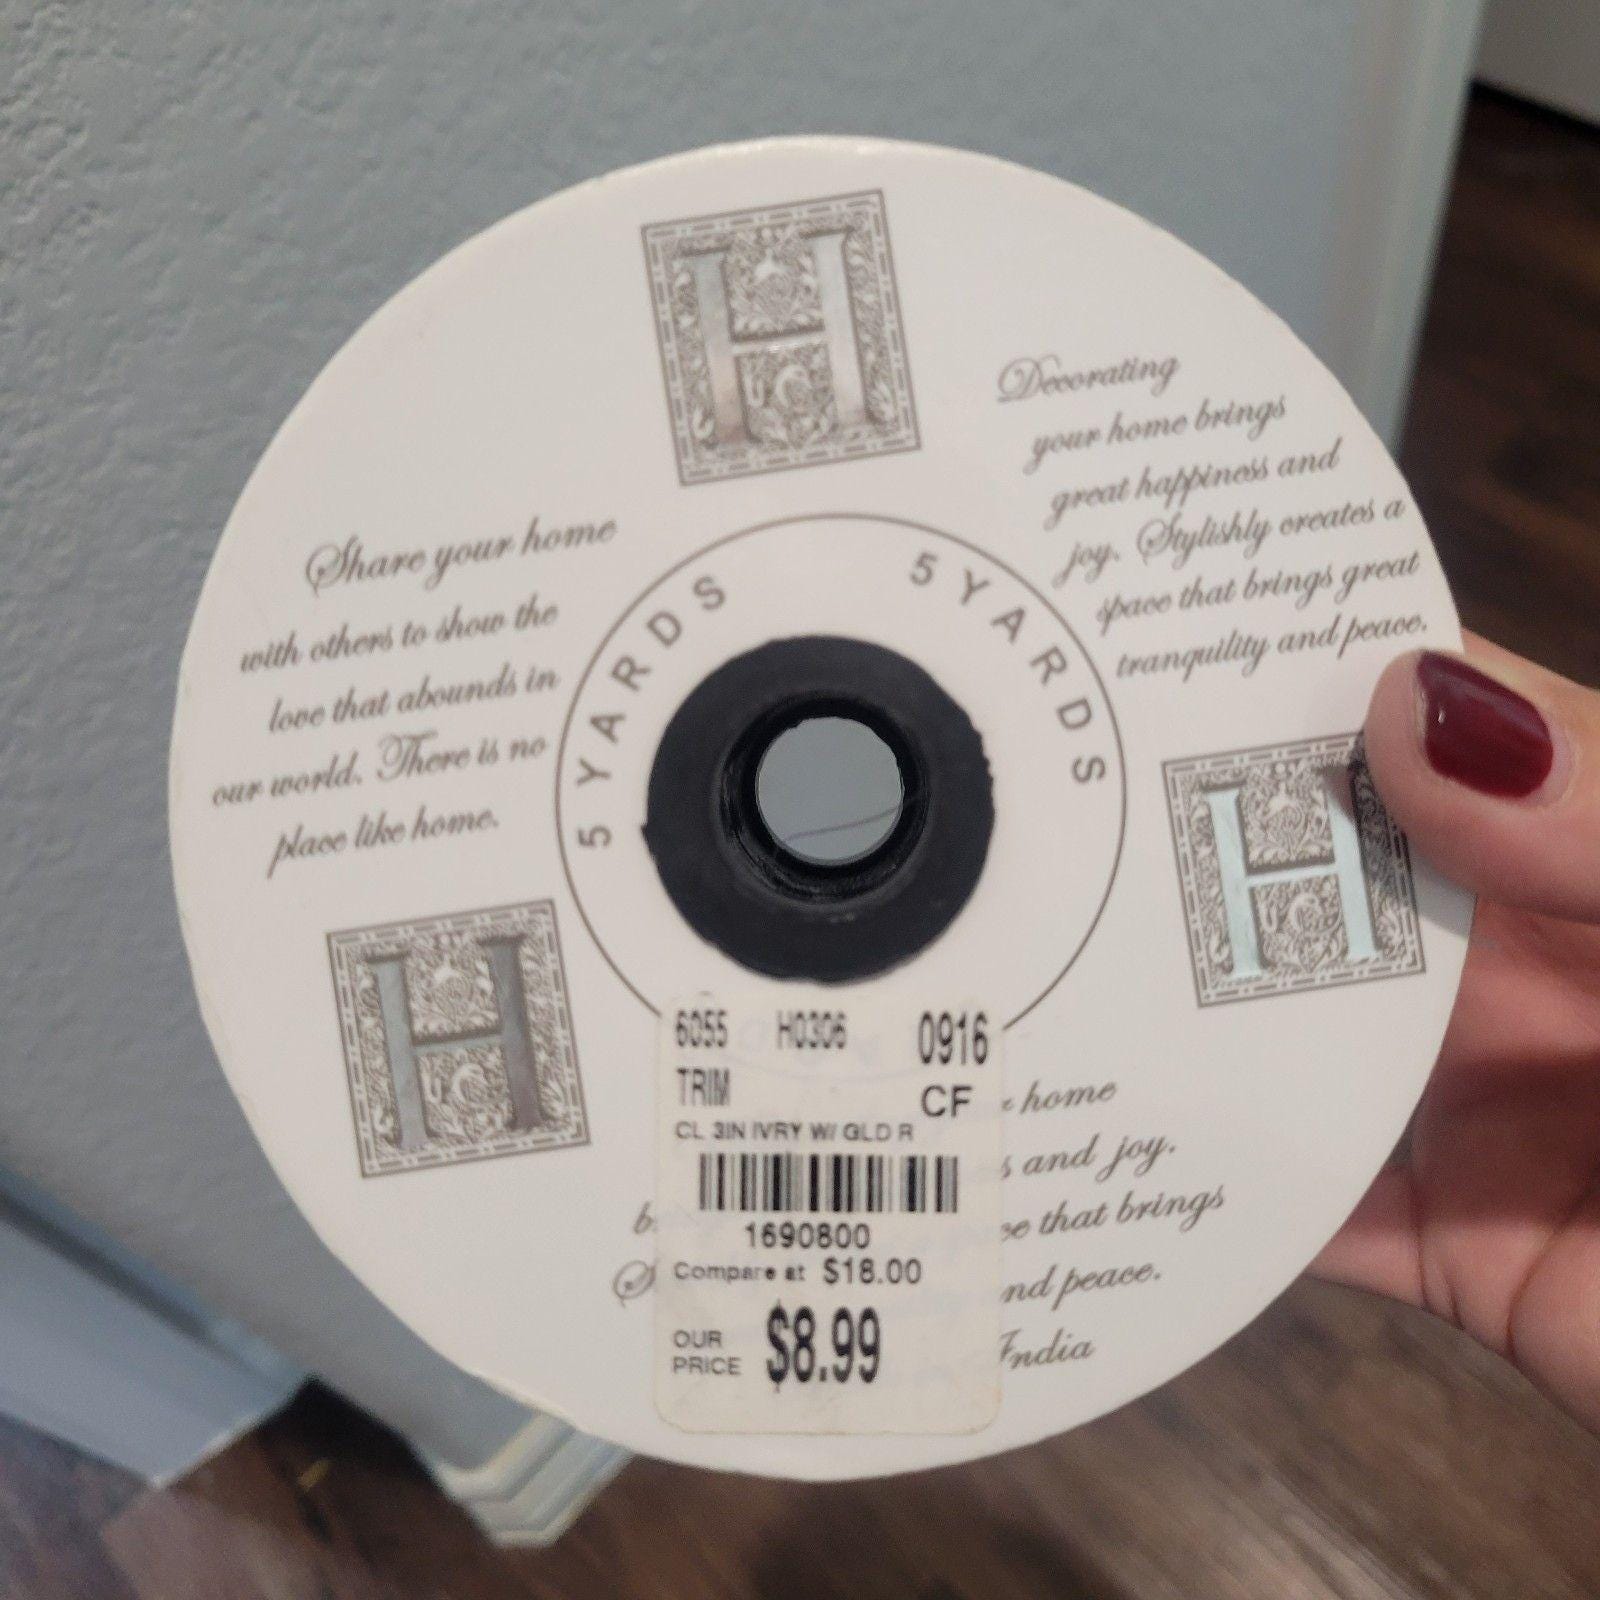 H
Decorating
your home brings
great happiness and
joy. Stylishly creates a
space that brings great
tranquility and peace.
Share your home
with others to show the
love that abounds in
our world. There is no
place like home.
5 YARDS
5 YARDS
H
H
6055 H0306 0916
TRIM CF
CL 3IN IVRY W/ GLD R
1690800
Compare at $18.00
OUR
PRICE $8.99
home
and joy.
that brings
peace.
India